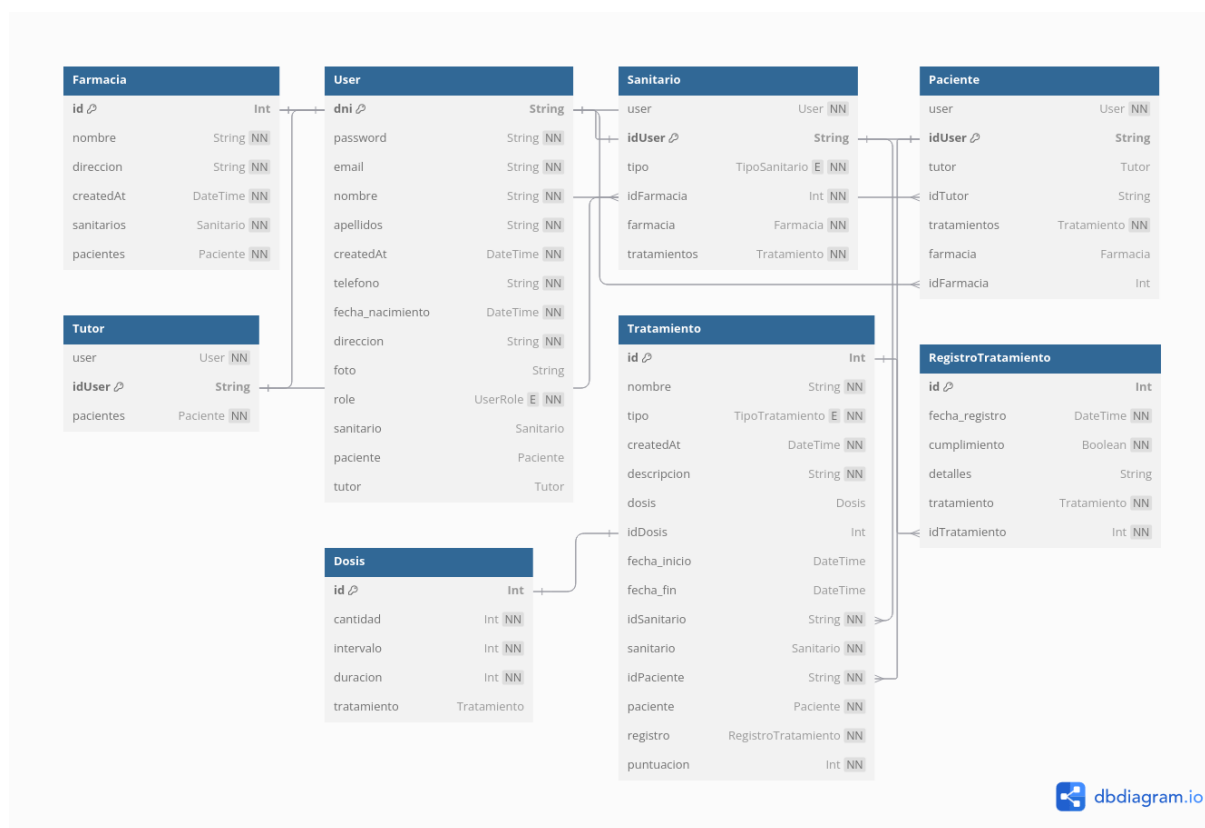 Farmacia
id Int
nombre String NN
direccion String NN
createdAt DateTime NN
sanitarios Sanitario NN
pacientes Paciente NN
User
dni String
password String NN
email String NN
nombre String NN
apellidos String NN
createdAt DateTime NN
telefono String NN
fecha_nacimiento DateTime NN
direccion String NN
foto String
role UserRole E NN
sanitario Sanitario
paciente Paciente
tutor Tutor
Sanitario
user User NN
idUser String
tipo TipoSanitario E NN
idFarmacia Int NN
farmacia Farmacia NN
tratamientos Tratamiento NN
Paciente
user User NN
idUser String
tutor Tutor
idTutor String
tratamientos Tratamiento NN
farmacia Farmacia
idFarmacia Int
Tutor
user User NN
idUser String
pacientes Paciente NN
Tratamiento
id Int
nombre String NN
tipo TipoTratamiento E NN
createdAt DateTime NN
descripcion String NN
dosis Dosis
idDosis Int
fecha_inicio DateTime
fecha_fin DateTime
idSanitario String NN
sanitario Sanitario NN
idPaciente String NN
paciente Paciente NN
registro RegistroTratamiento NN
puntuacion Int NN
RegistroTratamiento
id Int
fecha_registro DateTime NN
cumplimiento Boolean NN
detalles String
tratamiento Tratamiento NN
idTratamiento Int NN
Dosis
id Int
cantidad Int NN
intervalo Int NN
duracion Int NN
tratamiento Tratamiento
dbdiagram.io